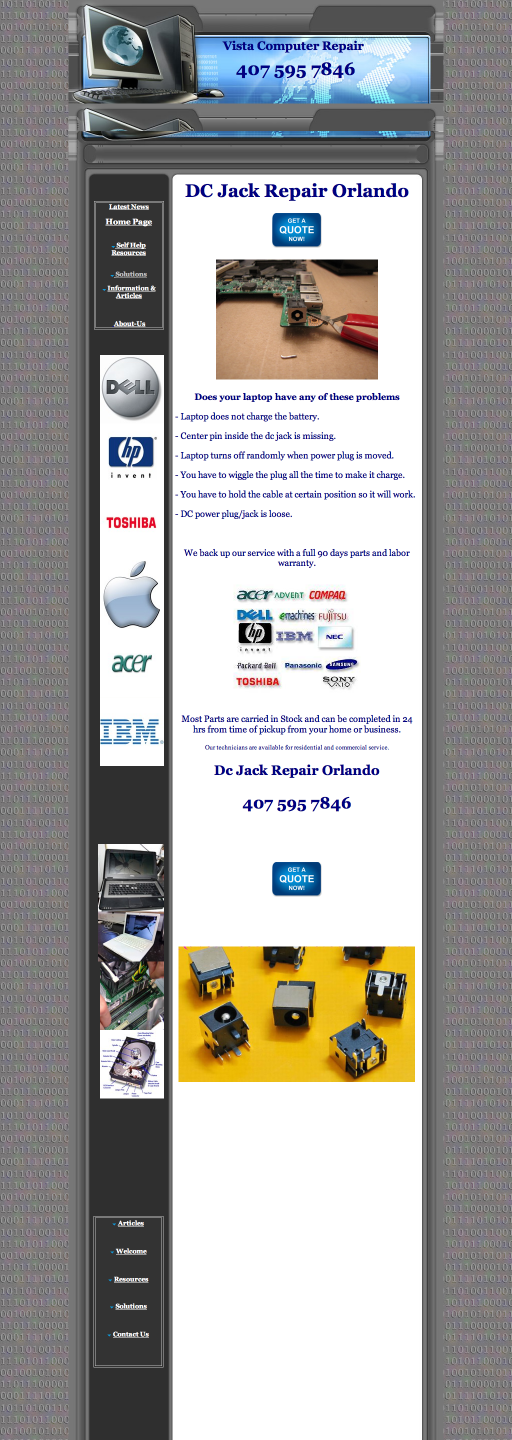 Vista Computer Repair
407 595 7846
Latest News
Home Page
Self Help
Resources
Solutions
Information &
Articles
About-Us
DELL
hp
invent
TOSHIBA
acer
IBM
DC Jack Repair Orlando
GET A
QUOTE
NOW!
Does your laptop have any of these problems
- Laptop does not charge the battery.
- Center pin inside the dc jack is missing.
- Laptop turns off randomly when power plug is moved.
- You have to wiggle the plug all the time to make it charge.
- You have to hold the cable at certain position so it will work.
- DC power plug/jack is loose.
We back up our service with a full 90 days parts and labor
warranty.
acer ADVENT COMPAQ
DELL emachines FUJITSU
hp invent IBM NEC
Packard Bell Panasonic SAMSUNG
TOSHIBA SONY VAIO
Most Parts are carried in Stock and can be completed in 24
hrs from time of pickup from your home or business.
Our technicians are available for residential and commercial service.
Dc Jack Repair Orlando
407 595 7846
GET A
QUOTE
NOW!
Articles
Welcome
Resources
Solutions
Contact Us